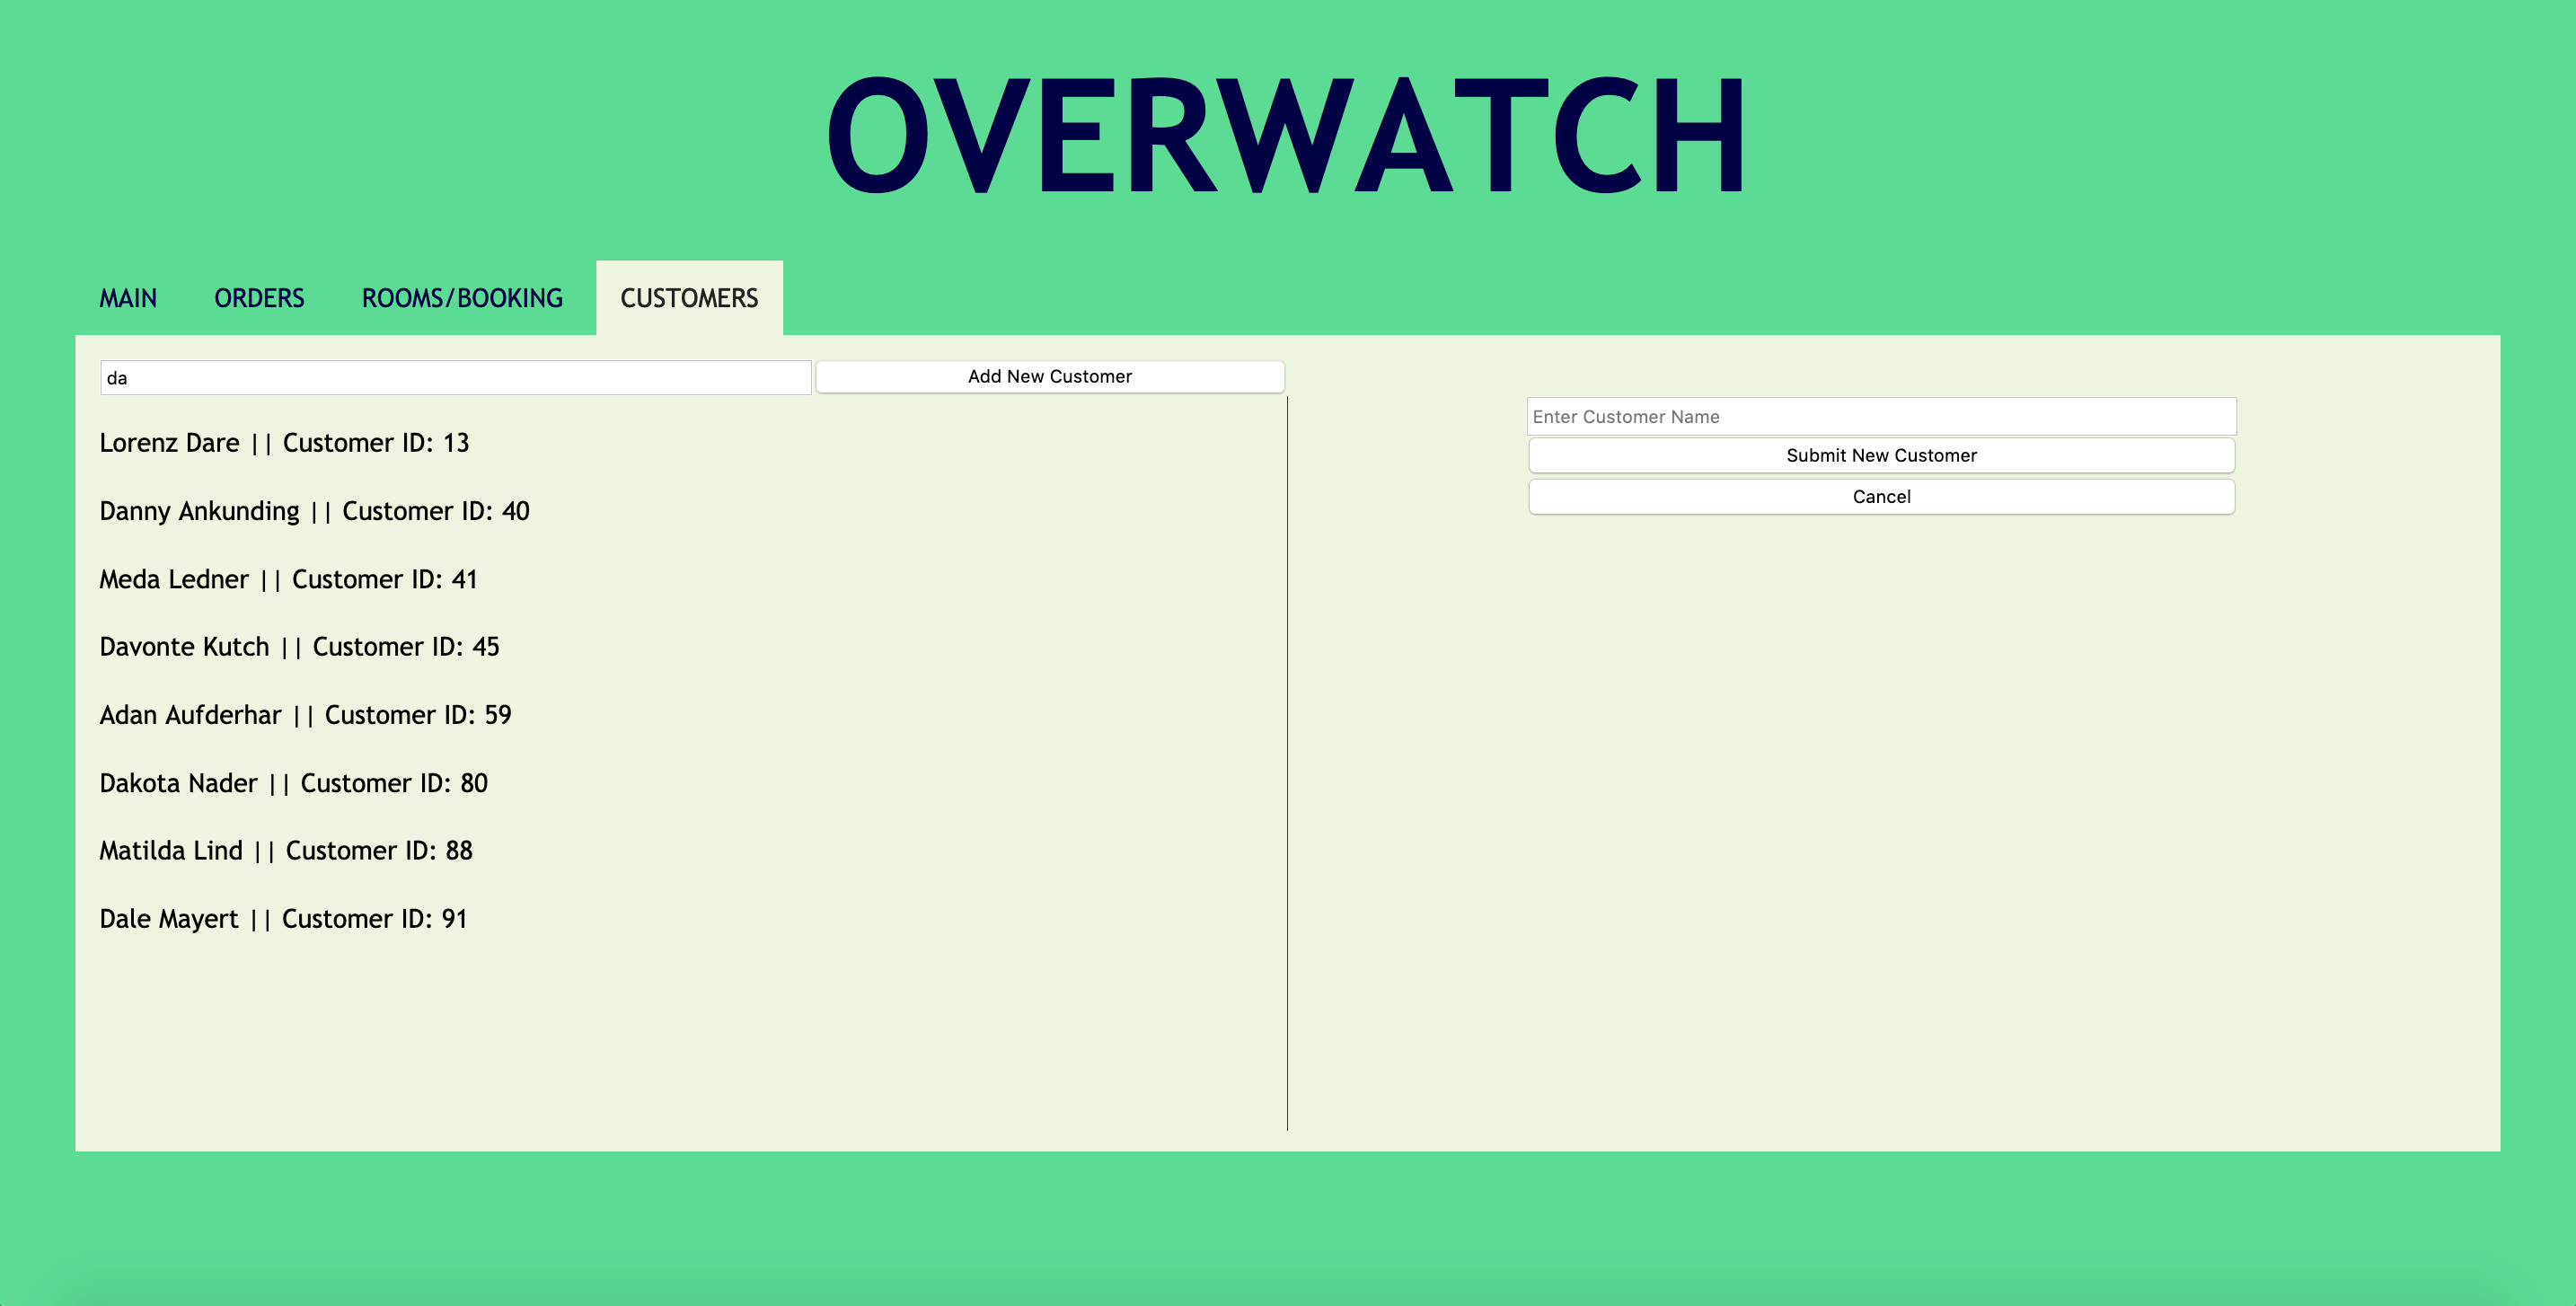 OVERWATCH
MAIN ORDERS ROOMS/BOOKING CUSTOMERS
da Add New Customer
Lorenz Dare || Customer ID: 13
Danny Ankunding || Customer ID: 40
Meda Ledner || Customer ID: 41
Davonte Kutch || Customer ID: 45
Adan Aufderhar || Customer ID: 59
Dakota Nader || Customer ID: 80
Matilda Lind || Customer ID: 88
Dale Mayert || Customer ID: 91
Enter Customer Name
Submit New Customer
Cancel